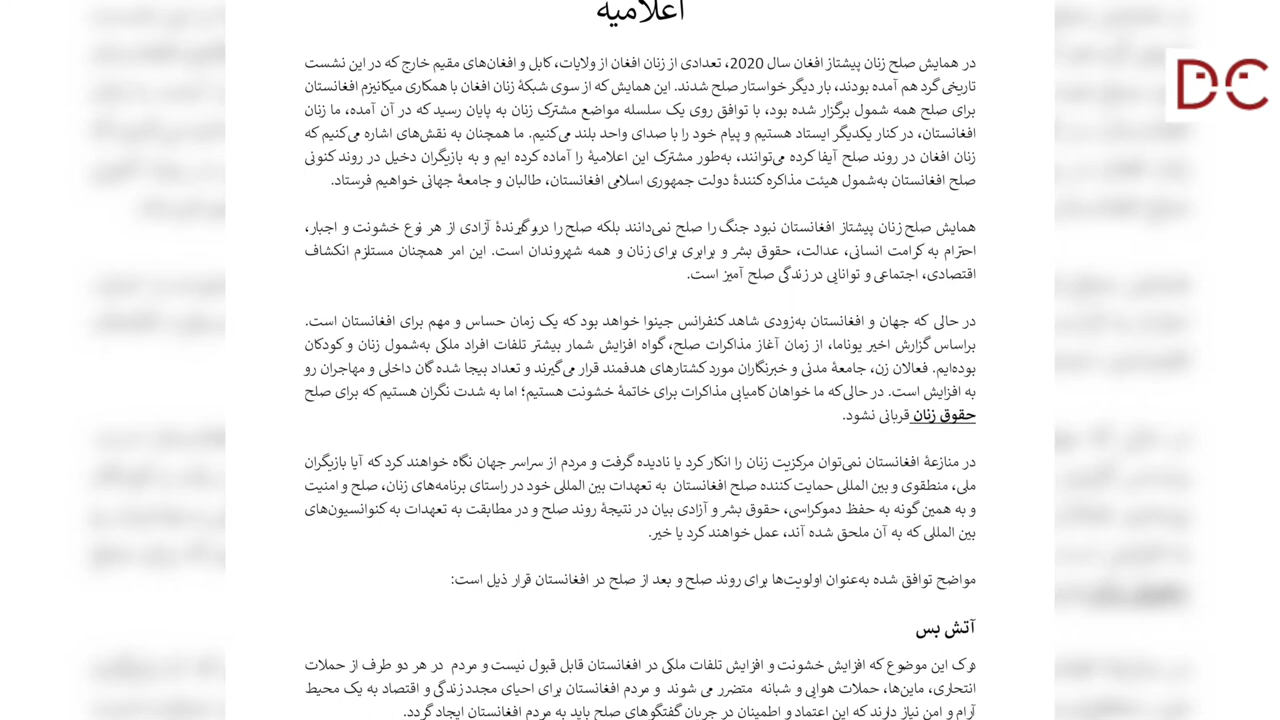 اعلامیه
در همایش صلح زنان پیشتاز افغان سال 2020، تعدادی از زنان افغان از ولایات، کابل و افغان‌های مقیم خارج که در این نشست
تاریخی گرد هم آمده بودند، بار دیگر خواستار صلح شدند. این همایش که از سوی شبکۀ زنان افغان با همکاری میکانیزم افغانستان
برای صلح همه شمول برگزار شده بود، با توافق روی یک سلسله مواضع مشترک زنان به پایان رسید که در آن آمده، ما زنان
افغانستان، در کنار یکدیگر ایستاد هستیم و پیام خود را با صدای واحد بلند می‌کنیم. ما همچنان به نقش‌های اشاره می‌کنیم که
زنان افغان در روند صلح آیفا کرده می‌توانند، به‌طور مشترک این اعلامیۀ را آماده کرده ایم و به بازیگران دخیل در روند کنونی
صلح افغانستان به‌شمول هیئت مذاکره کنندۀ دولت جمهوری اسلامی افغانستان، طالبان و جامعۀ جهانی خواهیم فرستاد.
همایش صلح زنان پیشتاز افغانستان نبود جنگ را صلح نمی‌دانند بلکه صلح را دروگیرندۀ آزادی از هر نوع خشونت و اجبار،
احترام به کرامت انسانی، عدالت، حقوق بشر و برابری برای زنان و همه شهروندان است. این امر همچنان مستلزم انکشاف
اقتصادی، اجتماعی و توانایی در زندگی صلح آمیز است.
در حالی که جهان و افغانستان به‌زودی شاهد کنفرانس جینوا خواهد بود که یک زمان حساس و مهم برای افغانستان است.
براساس گزارش اخیر یوناما، از زمان آغاز مذاکرات صلح، گواه افزایش شمار بیشتر تلفات افراد ملکی به‌شمول زنان و کودکان
بوده‌ایم. فعالان زن، جامعۀ مدنی و خبرنگاران مورد کشتارهای هدفمند قرار می‌گیرند و تعداد بیجا شده گان داخلی و مهاجران رو
به افزایش است. در حالی‌که ما خواهان کامیابی مذاکرات برای خاتمۀ خشونت هستیم؛ اما به شدت نگران هستیم که برای صلح
حقوق زنان قربانی نشود.
در منازعۀ افغانستان نمی‌توان مرکزیت زنان را انکار کرد یا نادیده گرفت و مردم از سراسر جهان نگاه خواهند کرد که آیا بازیگران
ملی، منطقوی و بین المللی حمایت کننده صلح افغانستان به تعهدات بین المللی خود در راستای برنامه‌های زنان، صلح و امنیت
و به همین گونه به حفظ دموکراسی، حقوق بشر و آزادی بیان در نتیجۀ روند صلح و در مطابقت به تعهدات به کنوانسیون‌های
بین المللی که به آن ملحق شده آند، عمل خواهند کرد یا خیر.
مواضح توافق شده به‌عنوان اولویت‌ها برای روند صلح و بعد از صلح در افغانستان قرار ذیل است:
آتش بس
درک این موضوع که افزایش خشونت و افزایش تلفات ملکی در افغانستان قابل قبول نیست و مردم در هر دو طرف از حملات
انتحاری، ماین‌ها، حملات هوایی و شبانه متضرر می شوند و مردم افغانستان برای احیای مجدد زندگی و اقتصاد به یک محیط
آرام و امن نیاز دارند که این اعتماد و اطمینان در جریان گفتگوهای صلح باید به مردم افغانستان ایجاد گردد.
DC